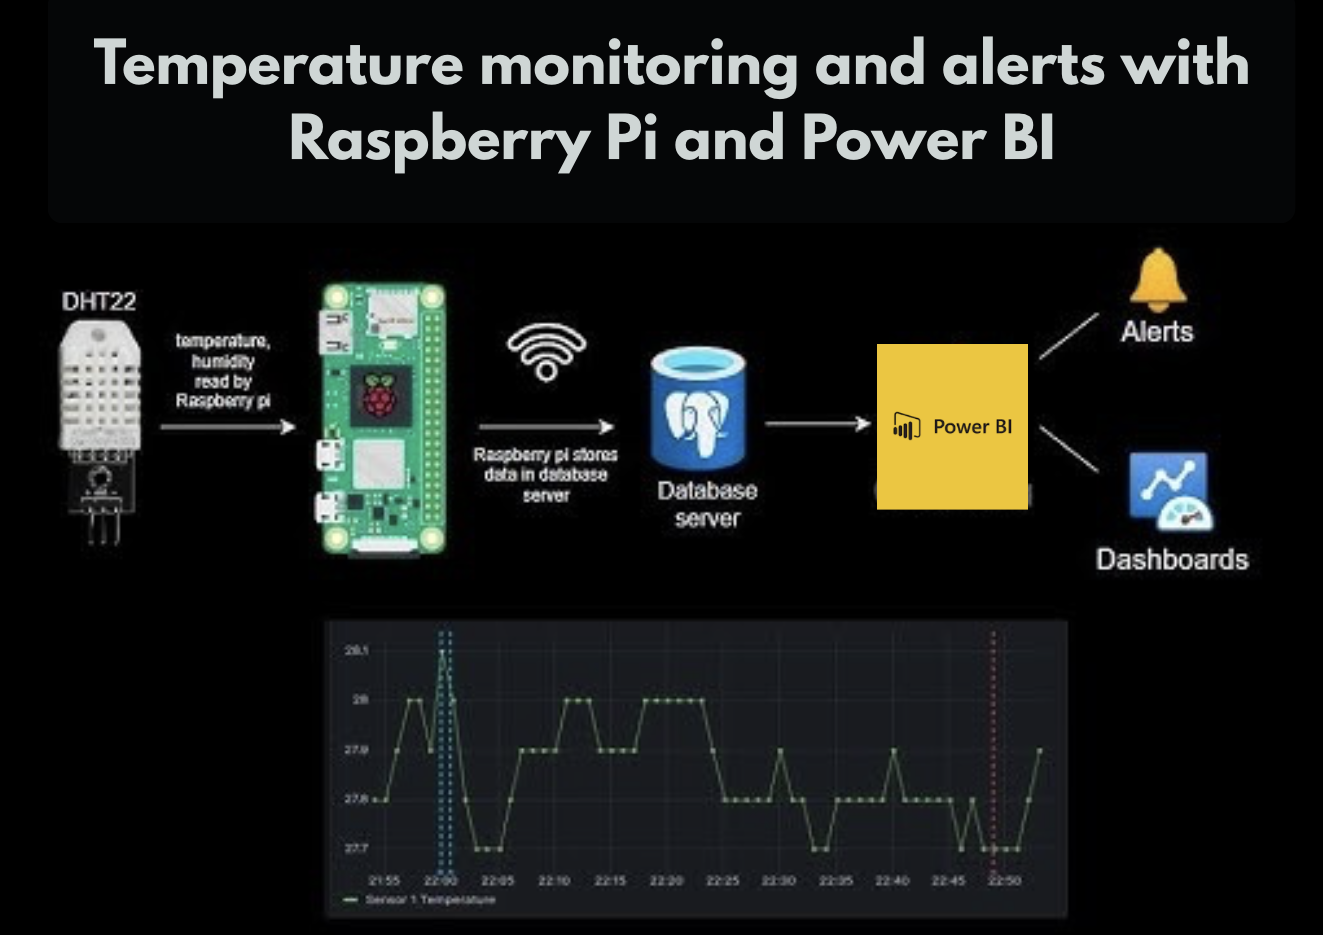 Temperature monitoring and alerts with
Raspberry Pi and Power BI
DHT22
temperature,
humidity
read by
Raspberry pi
Raspberry pi stores
data in database
server
Database
server
Power BI
Alerts
Dashboards
28.1
28
27.9
27.8
27.7
21:55 22:00 22:05 22:10 22:15 22:20 22:25 22:30 22:35 22:40 22:45 22:50
Sensor 1 Temperature